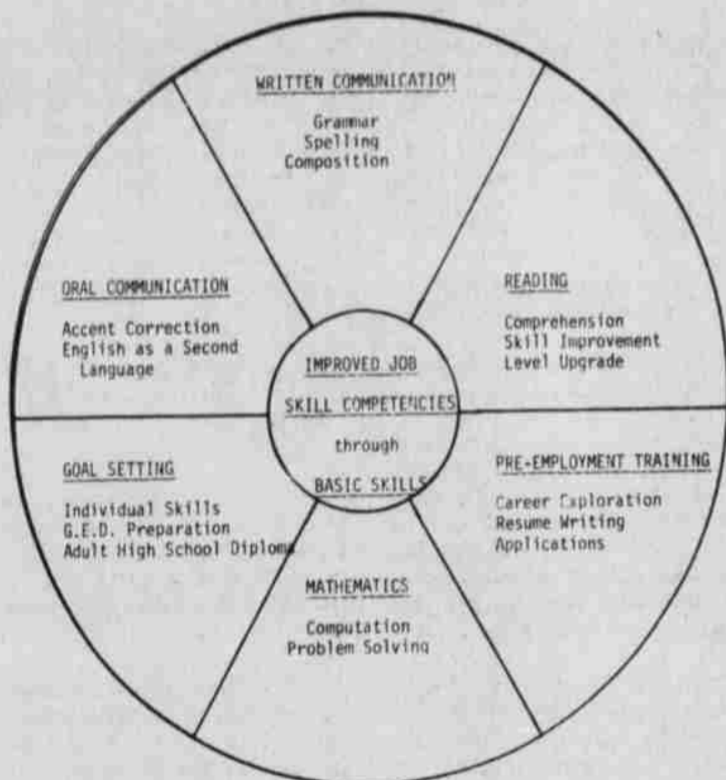 WRITTEN COMMUNICATION
Grammar
Spelling
Composition
ORAL COMMUNICATION
Accent Correction
English as a Second
Language
READING
Comprehension
Skill Improvement
Level Upgrade
IMPROVED JOB
SKILL COMPETENCIES
through
BASIC SKILLS
GOAL SETTING
Individual Skills
G.E.D. Preparation
Adult High School Diploma
PRE-EMPLOYMENT TRAINING
Career Exploration
Resume Writing
Applications
MATHEMATICS
Computation
Problem Solving